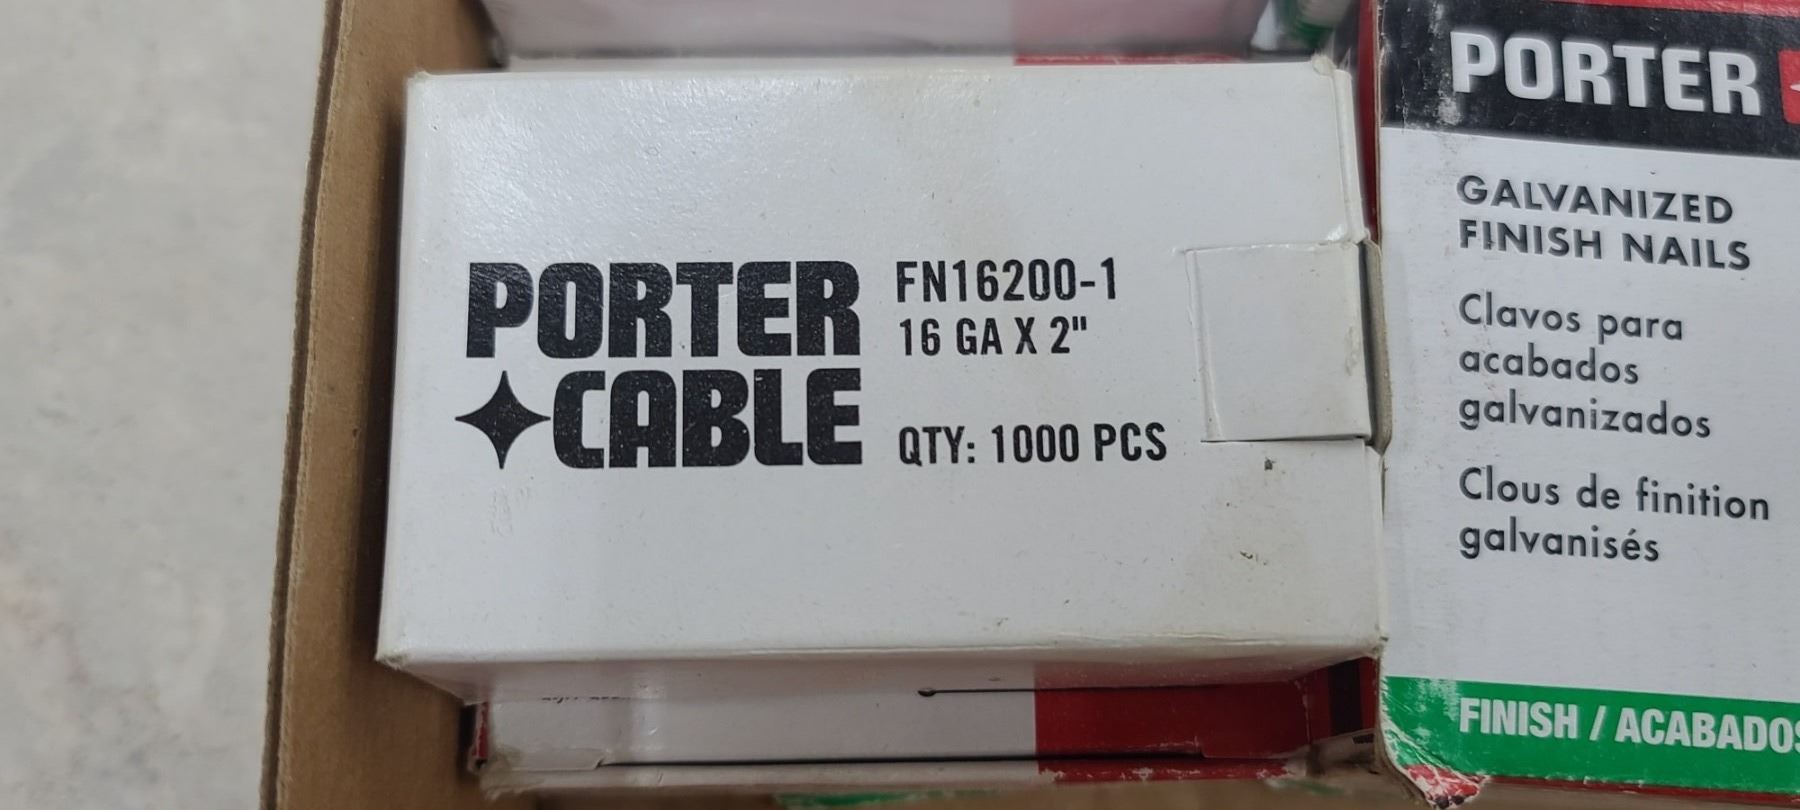 PORTER
CABLE
FN16200-1
16 GA X 2"
QTY: 1000 PCS
PORTER
GALVANIZED
FINISH NAILS
Clavos para
acabados
galvanizados
Clous de finition
galvanisés
FINISH / ACABADOS